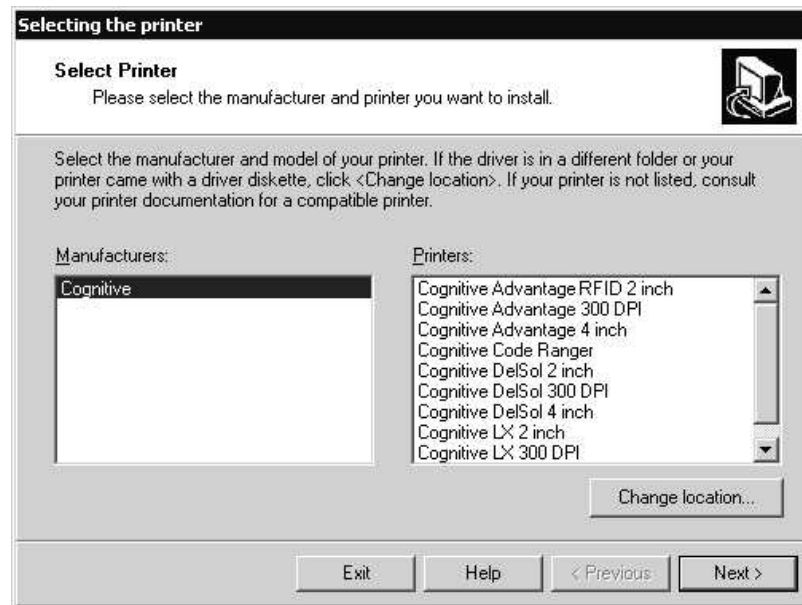 Selecting the printer
Select Printer
Please select the manufacturer and printer you want to install.
Select the manufacturer and model of your printer. If the driver is in a different folder or your
printer came with a driver diskette, click <Change location>. If your printer is not listed, consult
your printer documentation for a compatible printer.
Manufacturers:
Cognitive
Printers:
Cognitive Advantage RFID 2 inch
Cognitive Advantage 300 DPI
Cognitive Advantage 4 inch
Cognitive Code Ranger
Cognitive DelSol 2 inch
Cognitive DelSol 300 DPI
Cognitive DelSol 4 inch
Cognitive LX 2 inch
Cognitive LX 300 DPI
Change location...
Exit
Help
< Previous
Next >